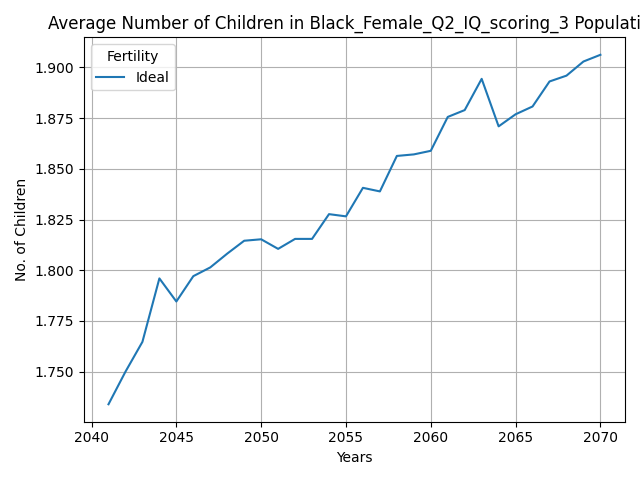 Average Number of Children in Black_Female_Q2_IQ_scoring_3 Populati
Fertility
Ideal
No. of Children
1.900
1.875
1.850
1.825
1.800
1.775
1.750
2040 2045 2050 2055 2060 2065 2070
Years